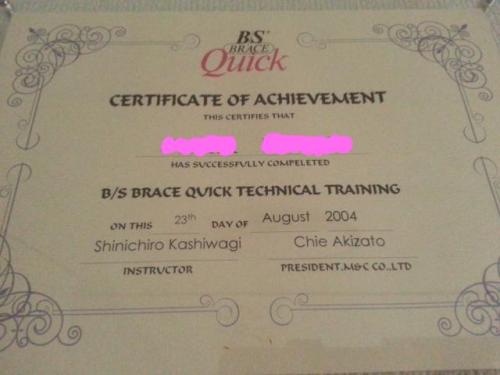 B/S®
BRACE
Quick
CERTIFICATE OF ACHIEVEMENT
THIS CERTIFIES THAT
HAS SUCCESSFULLY COMPELETED
B/S BRACE QUICK TECHNICAL TRAINING
ON THIS 23th DAY OF August 2004
Shinichiro Kashiwagi Chie Akizato
INSTRUCTOR PRESIDENT.M&C CO.,LTD